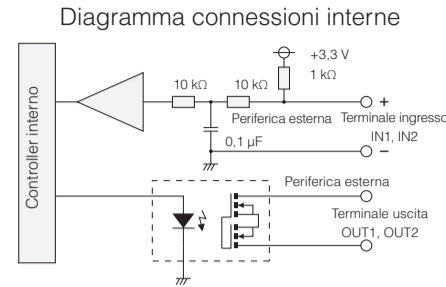 Diagramma connessioni interne
+3,3 V
1 kΩ
10 kΩ
10 kΩ
Controller interno
Periferica esterna
Terminale ingresso
IN1, IN2
+
0,1 µF
−
Periferica esterna
Terminale uscita
OUT1, OUT2